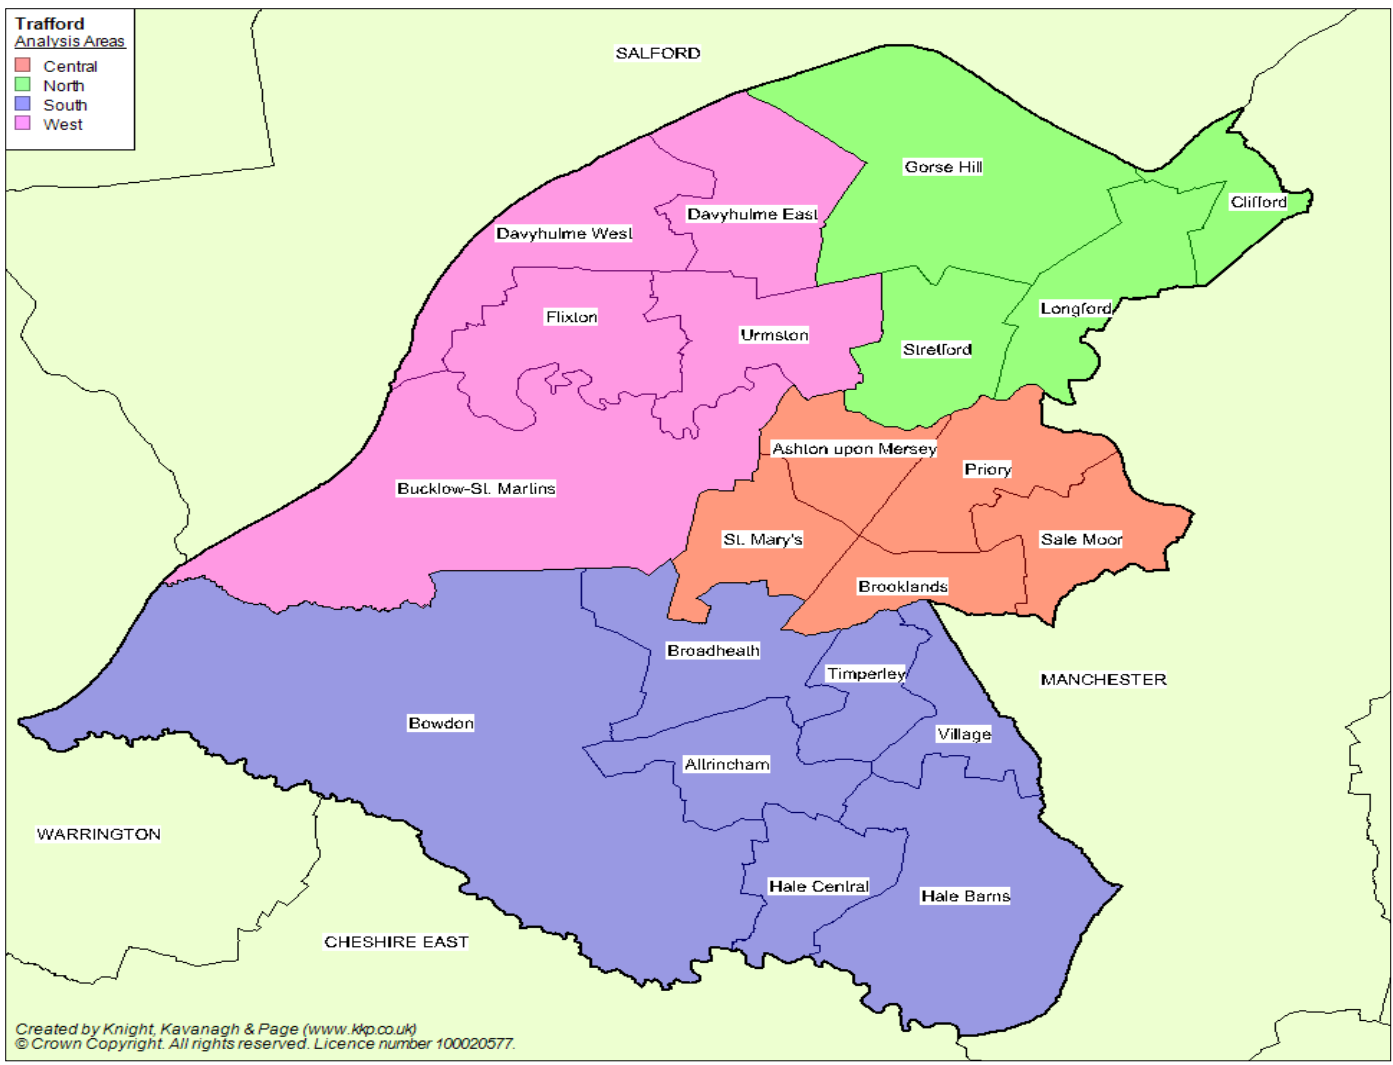 Trafford
Analysis Areas
Central
North
South
West
SALFORD
Gorse Hill
Clifford
Davyhulme East
Davyhulme West
Longford
Flixton
Urmston
Stretford
Ashton upon Mersey
Priory
Bucklow-St. Martins
St. Mary's
Sale Moor
Brooklands
Broadheath
Timperley
MANCHESTER
Bowdon
Village
Altrincham
WARRINGTON
Hale Central
Hale Barns
CHESHIRE EAST
Created by Knight, Kavanagh & Page (www.kkp.co.uk)
© Crown Copyright. All rights reserved. Licence number 100020577.